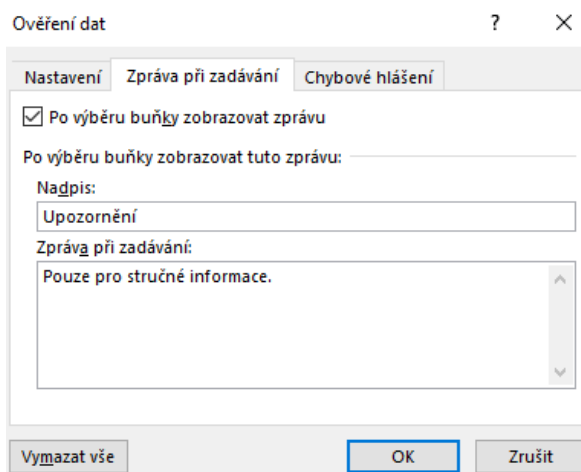 Ověření dat ?
Nastavení Zpráva při zadávání Chybové hlášení
Po výběru buňky zobrazovat zprávu
Po výběru buňky zobrazovat tuto zprávu:
Nadpis:
Upozornění
Zpráva při zadávání:
Pouze pro stručné informace.
Vymazat vše OK Zrušit